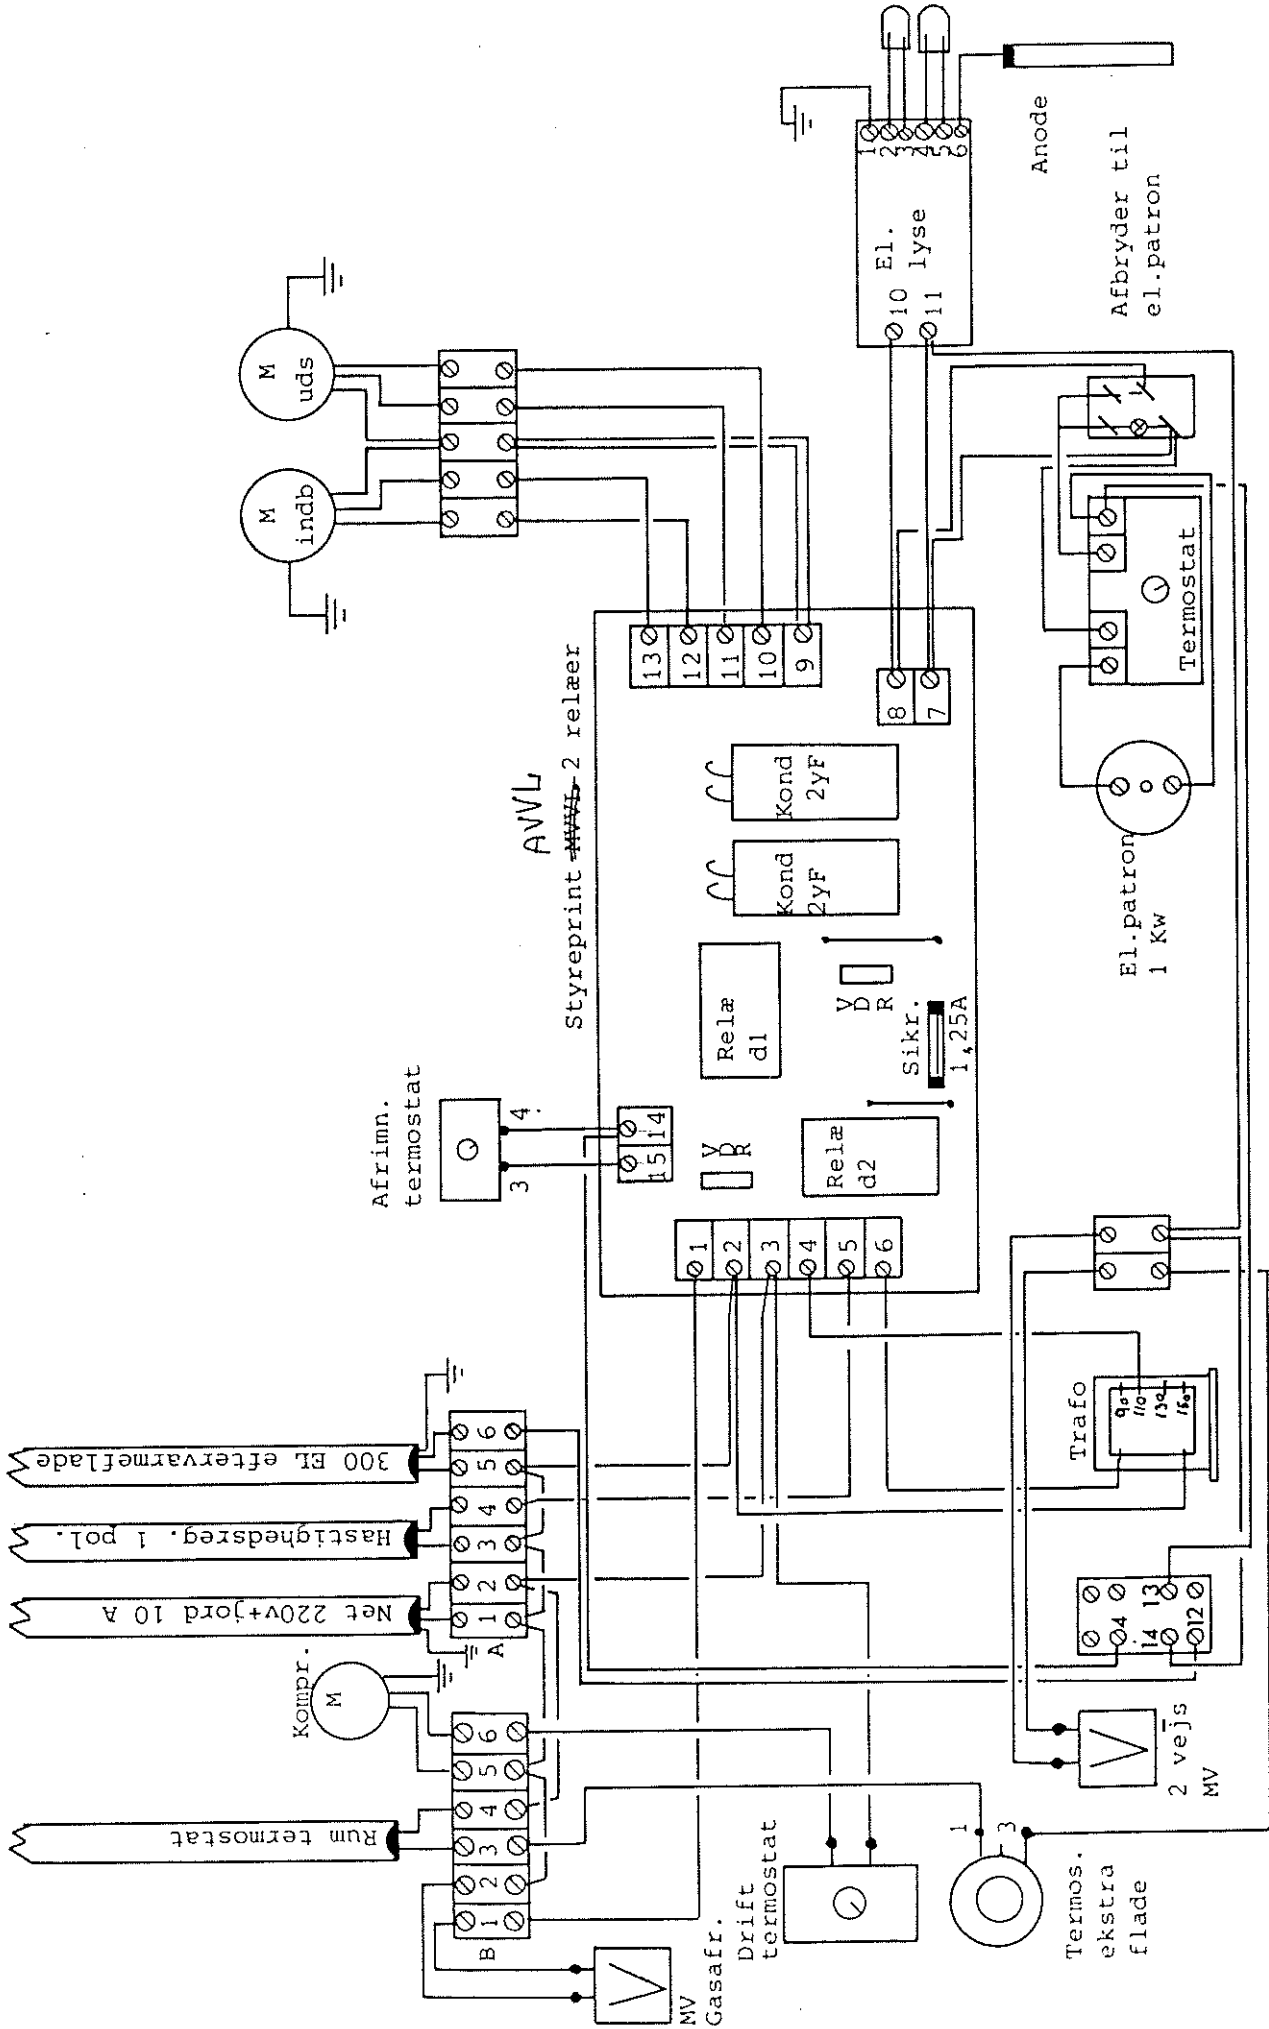 Rum termostat
Kompr.
M
Net 220v+jord 10 A
Hastighedsreg. 1 pol.
300 EL eftervarmeflade
B
1 2 3 4 5 6
A
1 2 3 4 5 6
MV
Gasafr.
Afrimn.
termostat
3
4
M
indb
M
uds
AVVL
Styreprint MVVL 2 relæer
15 14
1
2
3
4
5
6
13
12
11
10
9
8
7
VDR
Relæ
d2
Relæ
d1
VDR
Sikr.
1,25A
Kond
2yF
Kond
2yF
El.
lyse
10
11
1
2
3
4
5
6
Anode
Afbryder til
el.patron
Termostat
El.patron
1 Kw
Trafo
90
110
130
150
4
14
13
12
Drift
termostat
Termos.
ekstra
flade
1
3
2 vejs
MV